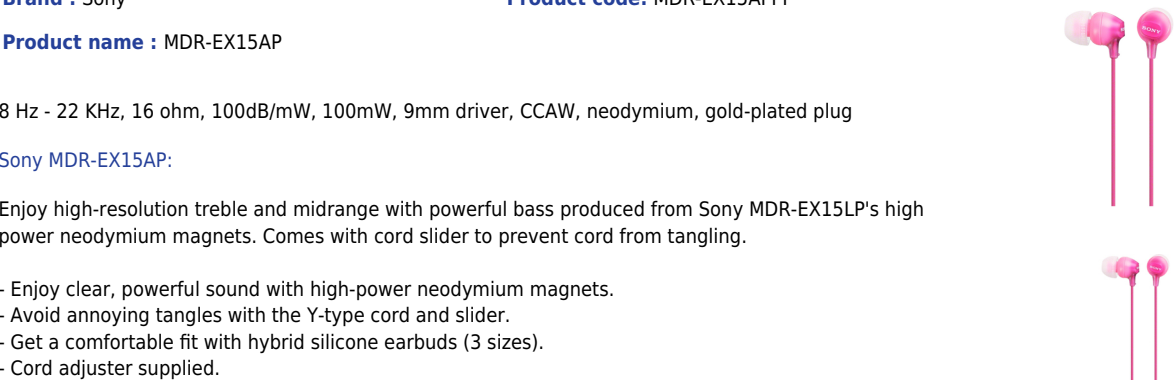 Brand : Sony
Product code: MDR-EX15AP
Product name : MDR-EX15AP
8 Hz - 22 KHz, 16 ohm, 100dB/mW, 100mW, 9mm driver, CCAW, neodymium, gold-plated plug
Sony MDR-EX15AP:
Enjoy high-resolution treble and midrange with powerful bass produced from Sony MDR-EX15LP's high
power neodymium magnets. Comes with cord slider to prevent cord from tangling.
- Enjoy clear, powerful sound with high-power neodymium magnets.
- Avoid annoying tangles with the Y-type cord and slider.
- Get a comfortable fit with hybrid silicone earbuds (3 sizes).
- Cord adjuster supplied.
SONY